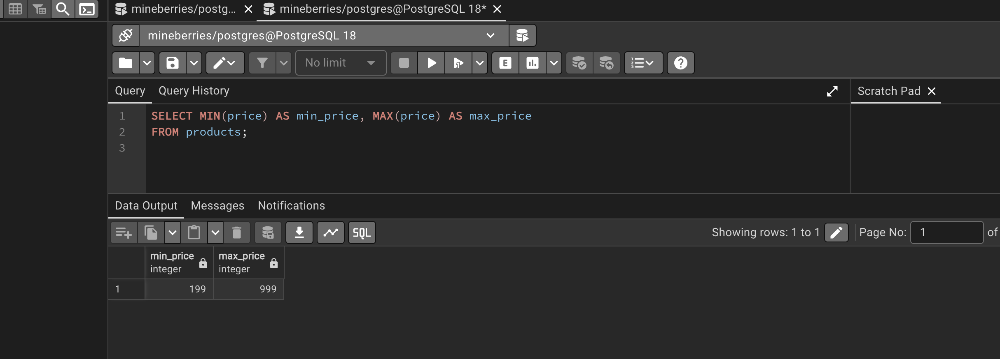 mineberries/postg...
mineberries/postgres@PostgreSQL 18*
mineberries/postgres@PostgreSQL 18
No limit
E
Query
Query History
Scratch Pad
1 SELECT MIN(price) AS min_price, MAX(price) AS max_price
2 FROM products;
3
Data Output
Messages
Notifications
SQL
Showing rows: 1 to 1
Page No: 1 of
min_price integer
max_price integer
1 199 999